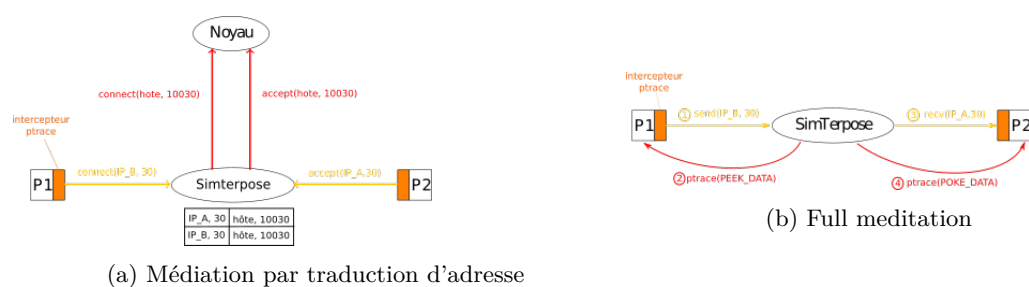 Noyau
connect(hote, 10030)
accept(hote, 10030)
intercepteur
ptrace
P1
connect(IP_B, 30)
Simterpose
accept(IP_A,30)
P2
IP_A, 30 hôte, 10030
IP_B, 30 hôte, 10030
(a) Médiation par traduction d'adresse
intercepteur
ptrace
P1
1 send(IP_B, 30)
SimTerpose
3 recv(IP_A,30)
P2
2 ptrace(PEEK_DATA)
4 ptrace(POKE_DATA)
(b) Full meditation